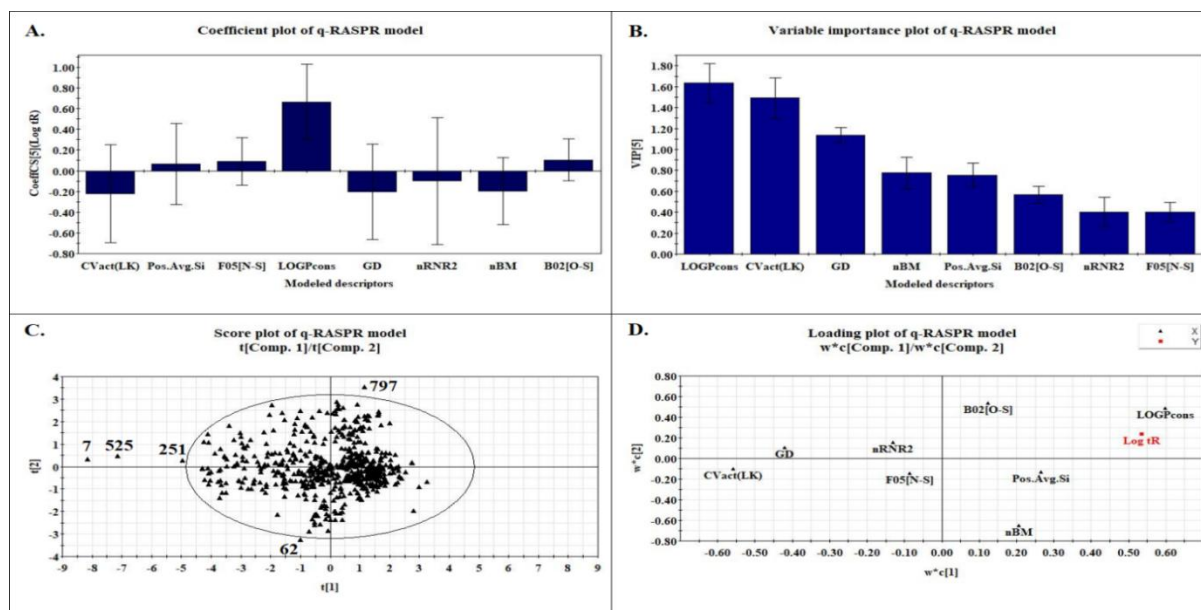 A.
Coefficient plot of q-RASPR model
CoeffCS[5](Log tR)
1.00
0.80
0.60
0.40
0.20
0.00
-0.20
-0.40
-0.60
-0.80
CVact(LK) Pos.Avg.Si F05[N-S] LOGPcons GD nRNR2 nBM B02[O-S]
Modeled descriptors
B.
Variable importance plot of q-RASPR model
VIP[5]
1.80
1.60
1.40
1.20
1.00
0.80
0.60
0.40
0.20
0.00
LOGPcons CVact(LK) GD nBM Pos.Avg.Si B02[O-S] nRNR2 F05[N-S]
Modeled descriptors
C.
Score plot of q-RASPR model
t[Comp. 1]/t[Comp. 2]
t[2]
4
3
2
1
0
-1
-2
-3
4
797
7 525 251
62
-9 -8 -7 -6 -5 -4 -3 -2 -1 0 1 2 3 4 5 6 7 8 9
t[1]
D.
Loading plot of q-RASPR model
w*c[Comp. 1]/w*c[Comp. 2]
X
Y
w*c[2]
0.80
0.60
0.40
0.20
0.00
-0.20
-0.40
-0.60
-0.80
B02[O-S]
LOGPcons
Log tR
nRNR2
GD
CVact(LK)
F05[N-S]
Pos.Avg.Si
nBM
-0.60 -0.50 -0.40 -0.30 -0.20 -0.10 0.00 0.10 0.20 0.30 0.40 0.50 0.60
w*c[1]